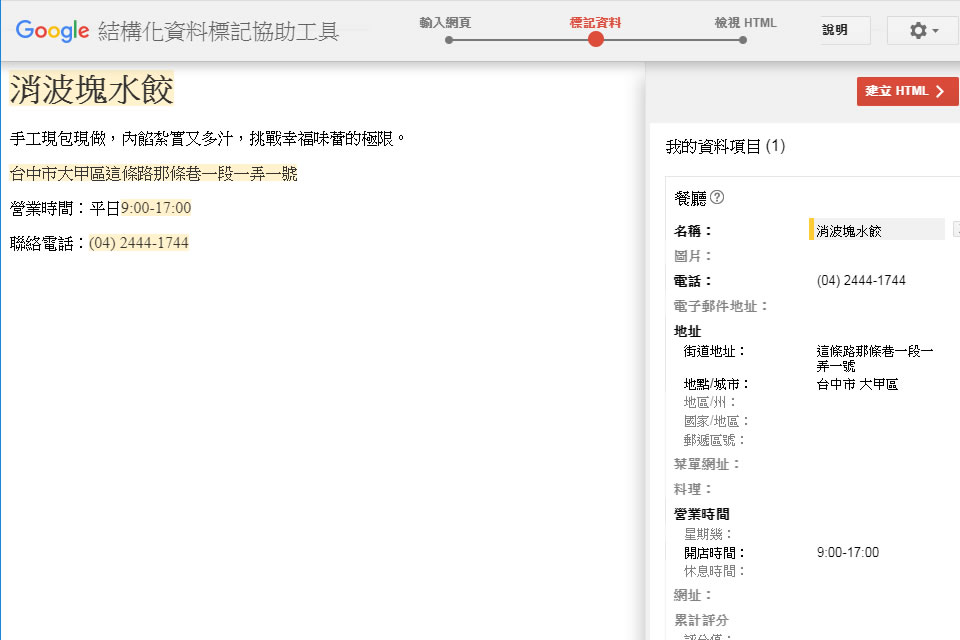 Google 結構化資料標記協助工具
輸入網頁
標記資料
檢視 HTML
說明
建立 HTML
消波塊水餃
手工現包現做，內餡紮實又多汁，挑戰幸福味蕾的極限。
台中市大甲區這條路那條巷一段一弄一號
營業時間：平日9:00-17:00
聯絡電話：(04) 2444-1744
我的資料項目 (1)
餐廳
名稱： 消波塊水餃
圖片：
電話： (04) 2444-1744
電子郵件地址：
地址
街道地址： 這條路那條巷一段一
弄一號
地點/城市： 台中市 大甲區
地區/州：
國家/地區：
郵遞區號：
菜單網址：
料理：
營業時間
星期幾：
開店時間： 9:00-17:00
休息時間：
網址：
累計評分